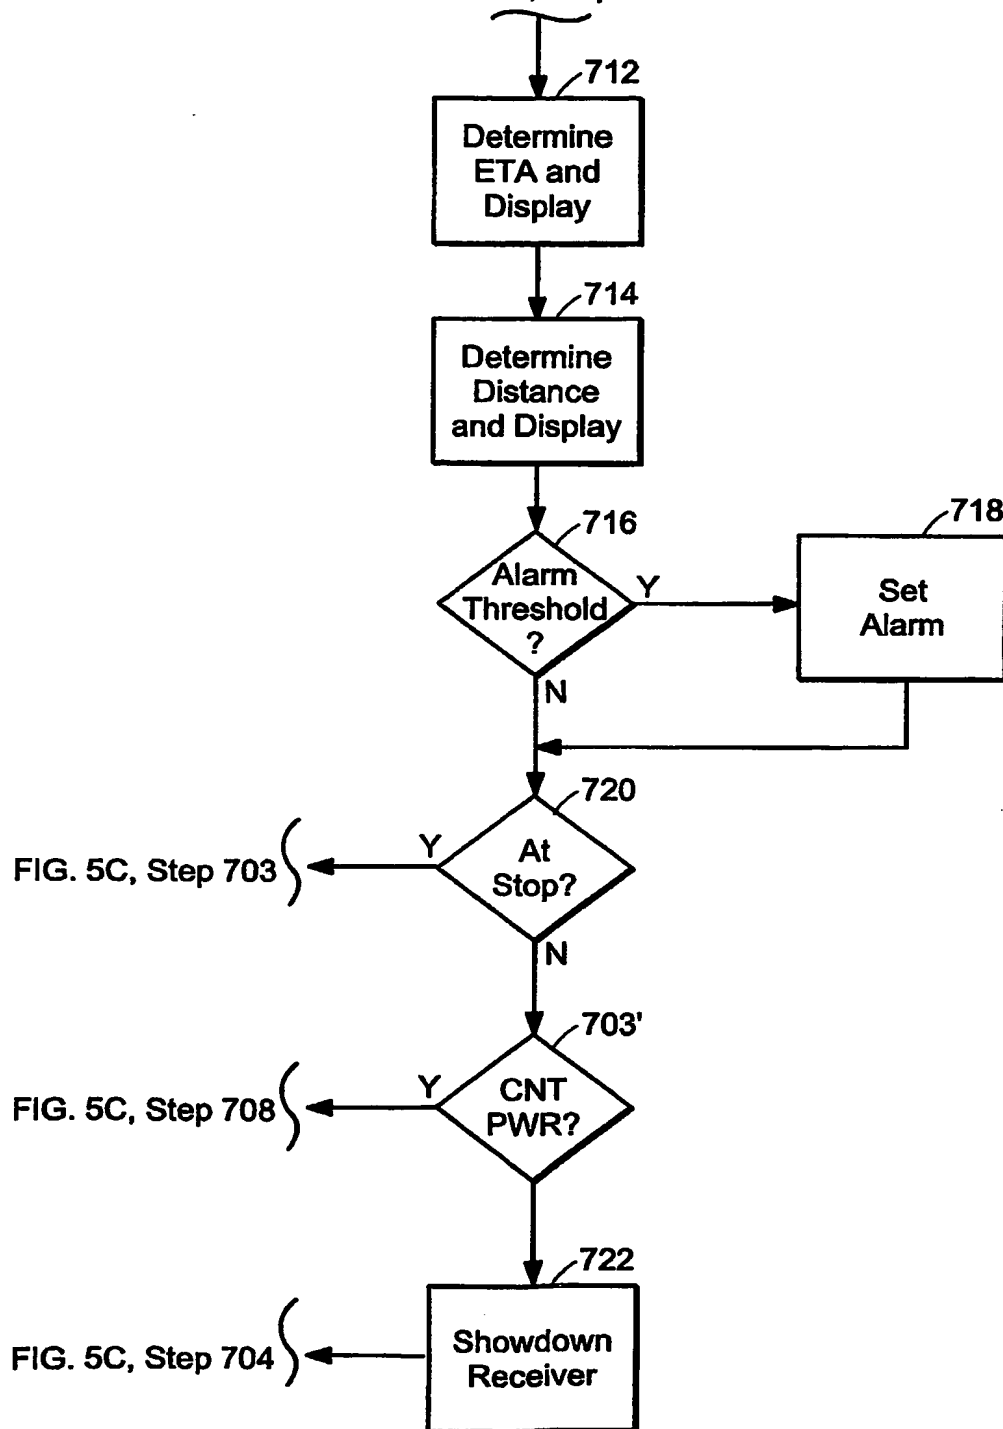 712
Determine
ETA and
Display
714
Determine
Distance
and Display
716
Alarm
Threshold
?
Y
N
718
Set
Alarm
720
At
Stop?
Y
N
FIG. 5C, Step 703
703'
CNT
PWR?
Y
FIG. 5C, Step 708
722
Showdown
Receiver
FIG. 5C, Step 704